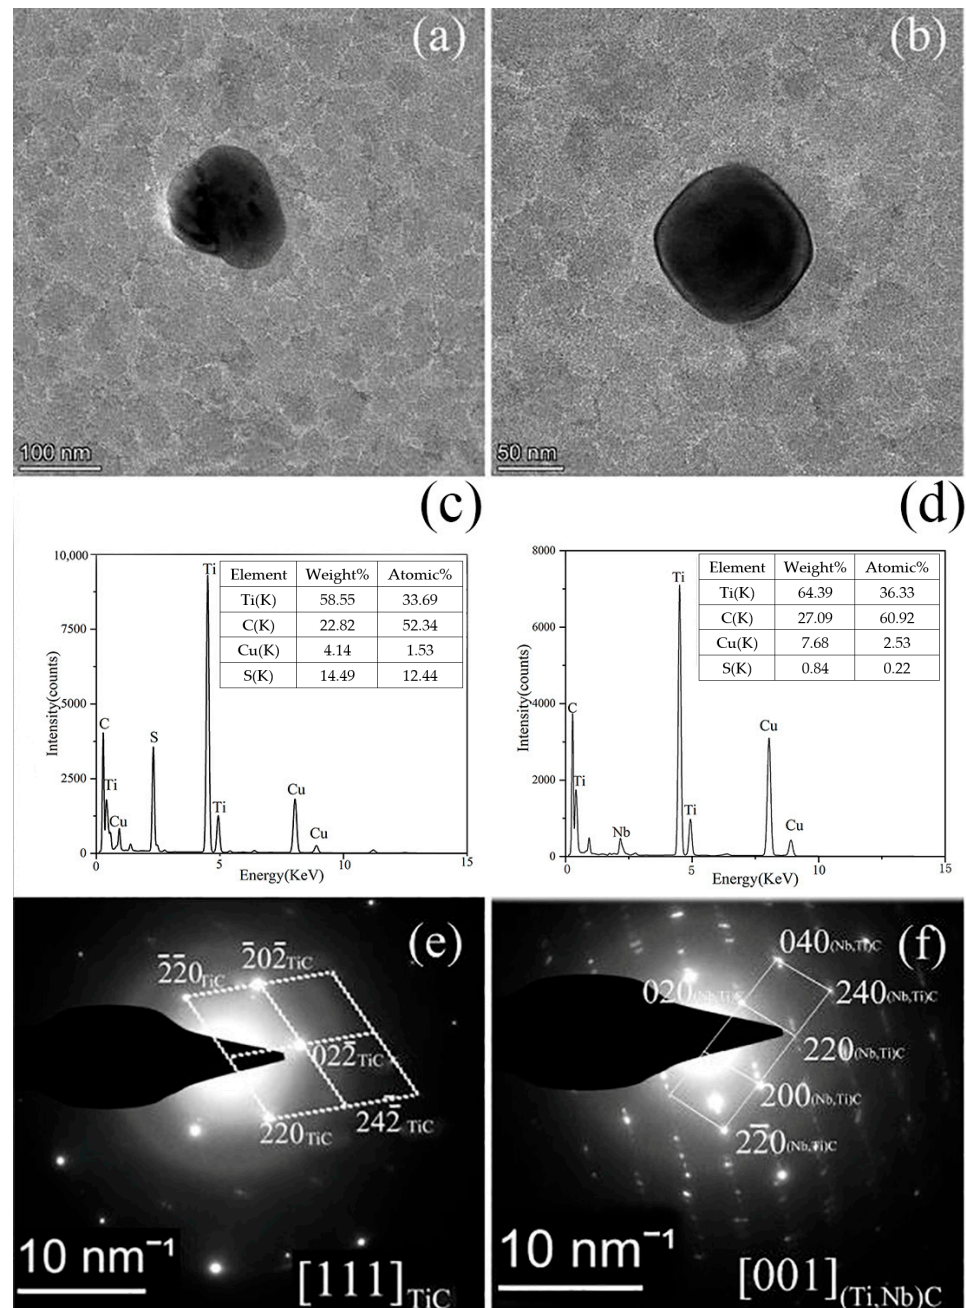 (a)
100 nm
(b)
50 nm
(c)
10,000
7500
5000
2500
0
Intensity(counts)
0 5 10 15
Energy(KeV)
C
Ti
Cu
S
Ti
Ti
Cu
Cu
Element Weight% Atomic%
Ti(K) 58.55 33.69
C(K) 22.82 52.34
Cu(K) 4.14 1.53
S(K) 14.49 12.44
(d)
8000
6000
4000
2000
0
Intensity(counts)
0 5 10 15
Energy(KeV)
C
Ti
Nb
Ti
Ti
Cu
Cu
Element Weight% Atomic%
Ti(K) 64.39 36.33
C(K) 27.09 60.92
Cu(K) 7.68 2.53
S(K) 0.84 0.22
(e)
2̅2̅0TiC
2̅02̅TiC
022̅TiC
220TiC
242̅TiC
10 nm⁻¹
[111]TiC
(f)
040(Nb,Ti)C
020(Nb,Ti)C
240(Nb,Ti)C
220(Nb,Ti)C
200(Nb,Ti)C
22̅0(Nb,Ti)C
10 nm⁻¹
[001](Ti,Nb)C